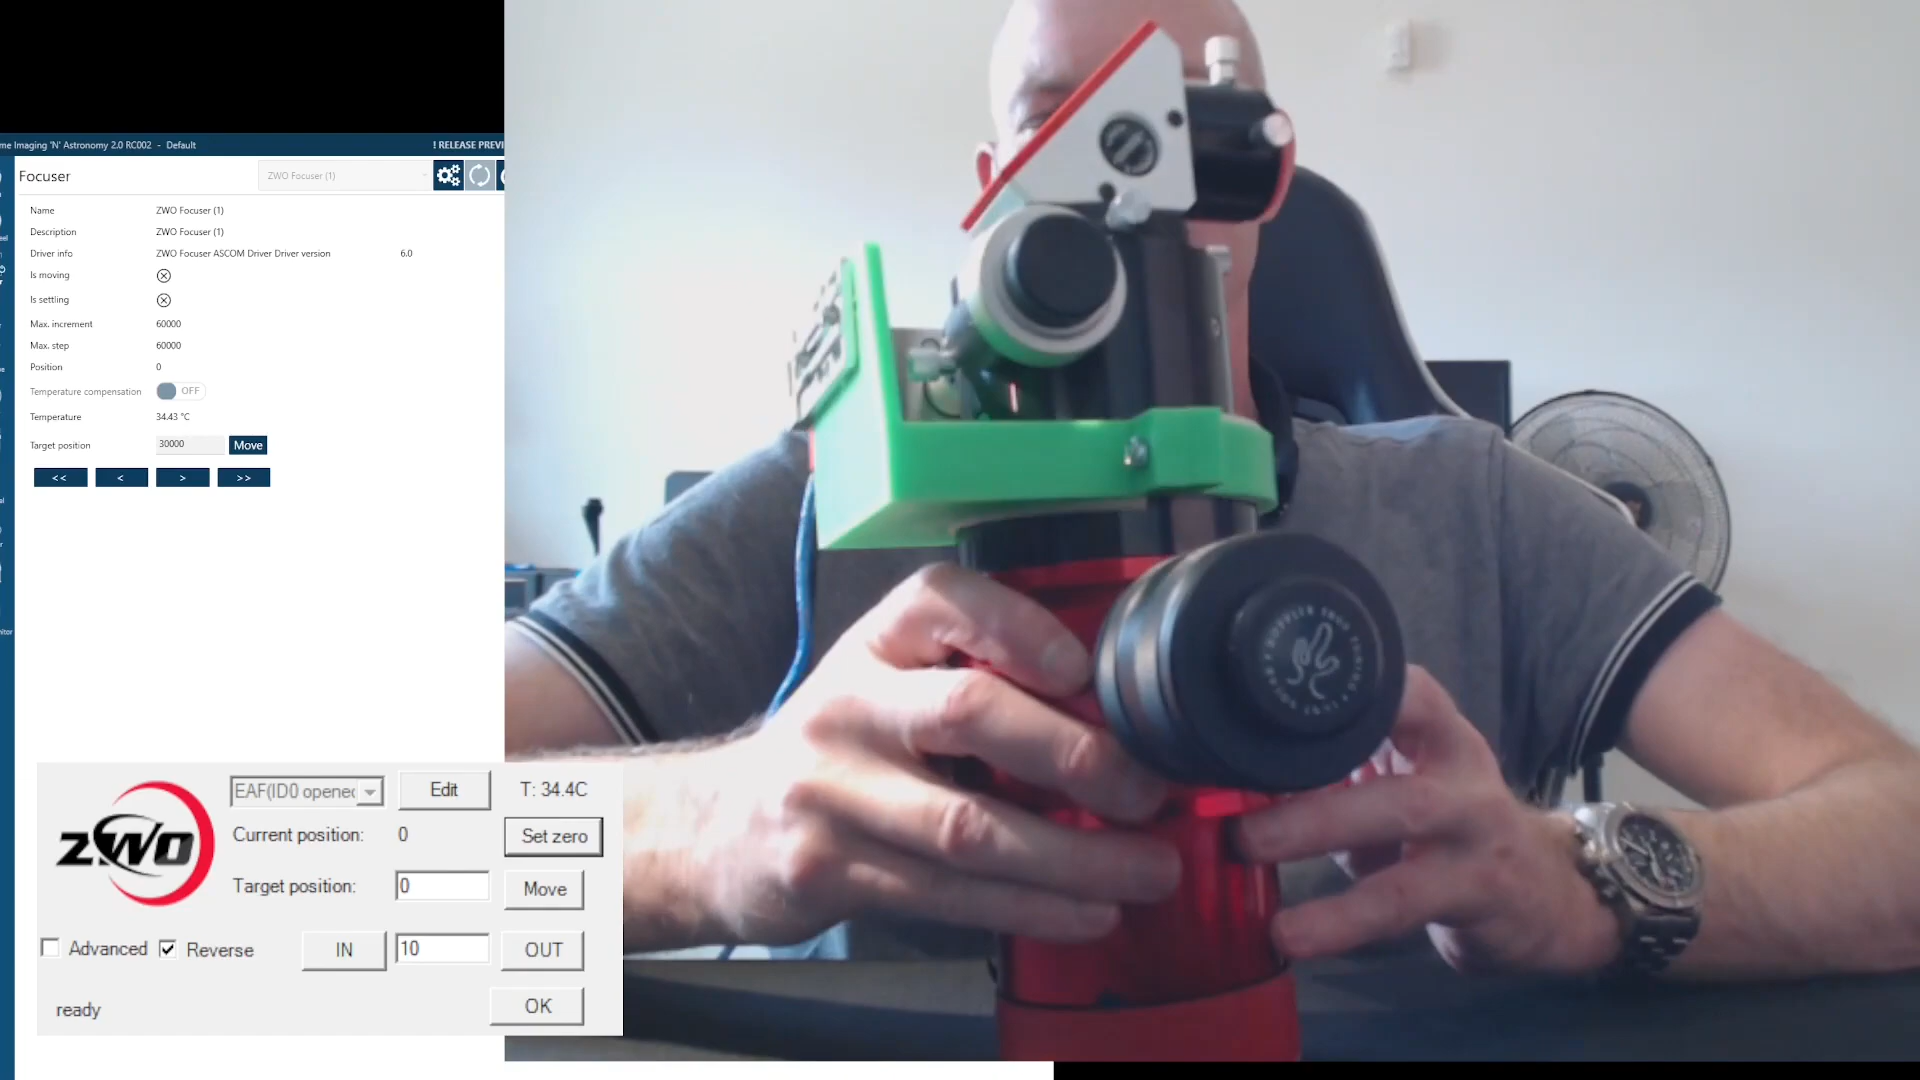 me Imaging 'N' Astronomy 2.0 RC002 - Default ! RELEASE PREVI
Focuser ZWO Focuser (1)
Name ZWO Focuser (1)
Description ZWO Focuser (1)
Driver info ZWO Focuser ASCOM Driver Driver version 6.0
Is moving
Is settling
Max. increment 60000
Max. step 60000
Position 0
Temperature compensation OFF
Temperature 34.43 °C
Target position 30000 Move
<< < > >>
ZWO
EAF(ID0 opened Edit T: 34.4C
Current position: 0 Set zero
Target position: 0 Move
Advanced Reverse IN 10 OUT
ready OK